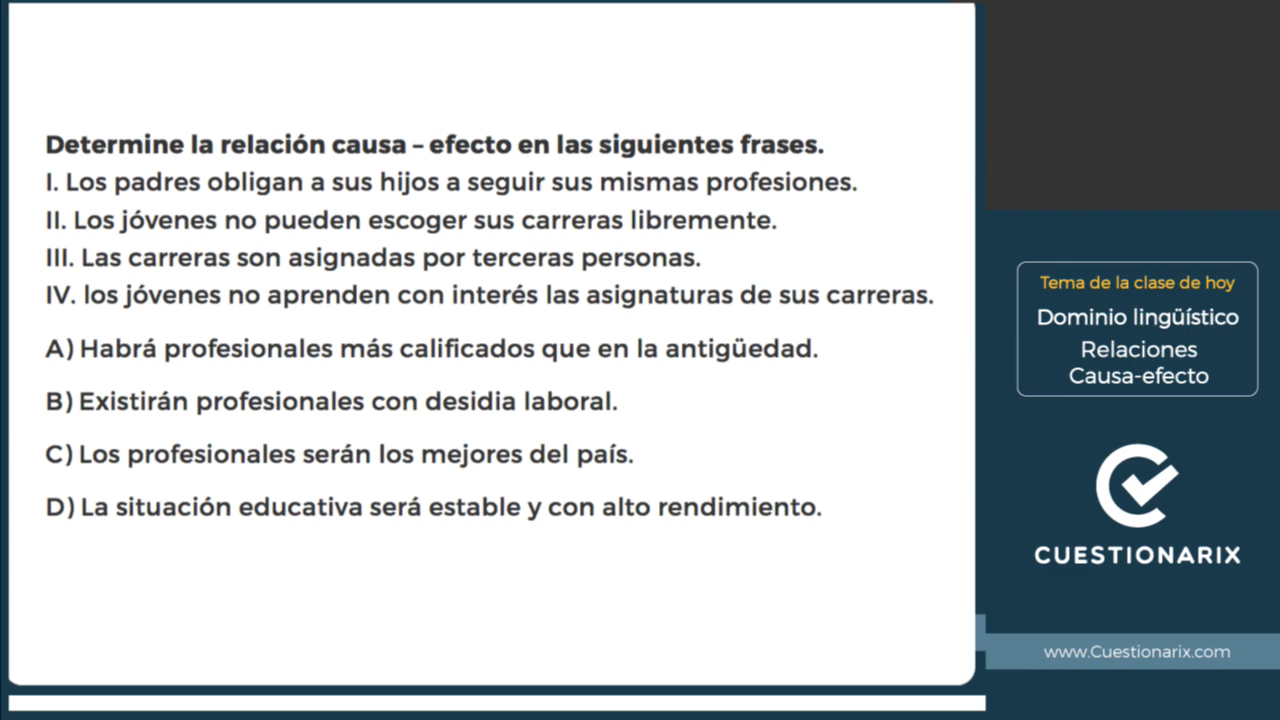 Determine la relación causa – efecto en las siguientes frases.
I. Los padres obligan a sus hijos a seguir sus mismas profesiones.
II. Los jóvenes no pueden escoger sus carreras libremente.
III. Las carreras son asignadas por terceras personas.
IV. los jóvenes no aprenden con interés las asignaturas de sus carreras.
A) Habrá profesionales más calificados que en la antigüedad.
B) Existirán profesionales con desidia laboral.
C) Los profesionales serán los mejores del país.
D) La situación educativa será estable y con alto rendimiento.
Tema de la clase de hoy
Dominio lingüístico
Relaciones
Causa-efecto
CUESTIONARIX
www.Cuestionarix.com